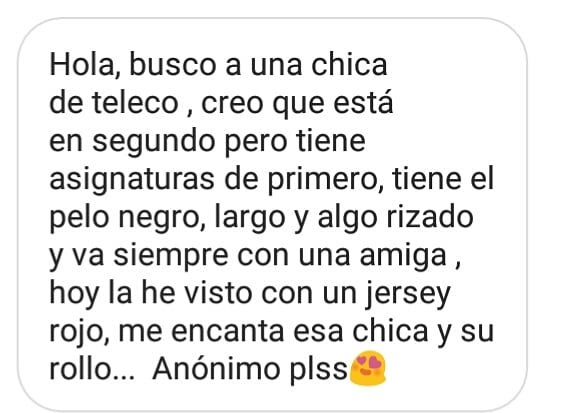 Hola, busco a una chica
de teleco , creo que está
en segundo pero tiene
asignaturas de primero, tiene el
pelo negro, largo y algo rizado
y va siempre con una amiga ,
hoy la he visto con un jersey
rojo, me encanta esa chica y su
rollo... Anónimo plss😍